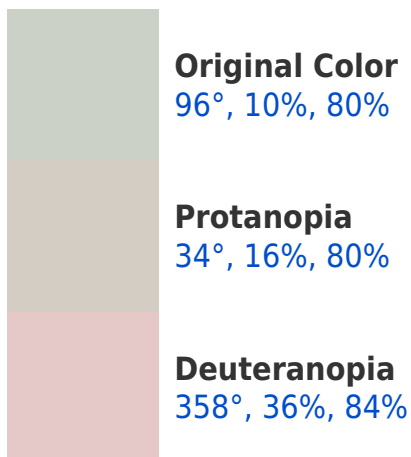 Original Color
96°, 10%, 80%
Protanopia
34°, 16%, 80%
Deuteranopia
358°, 36%, 84%